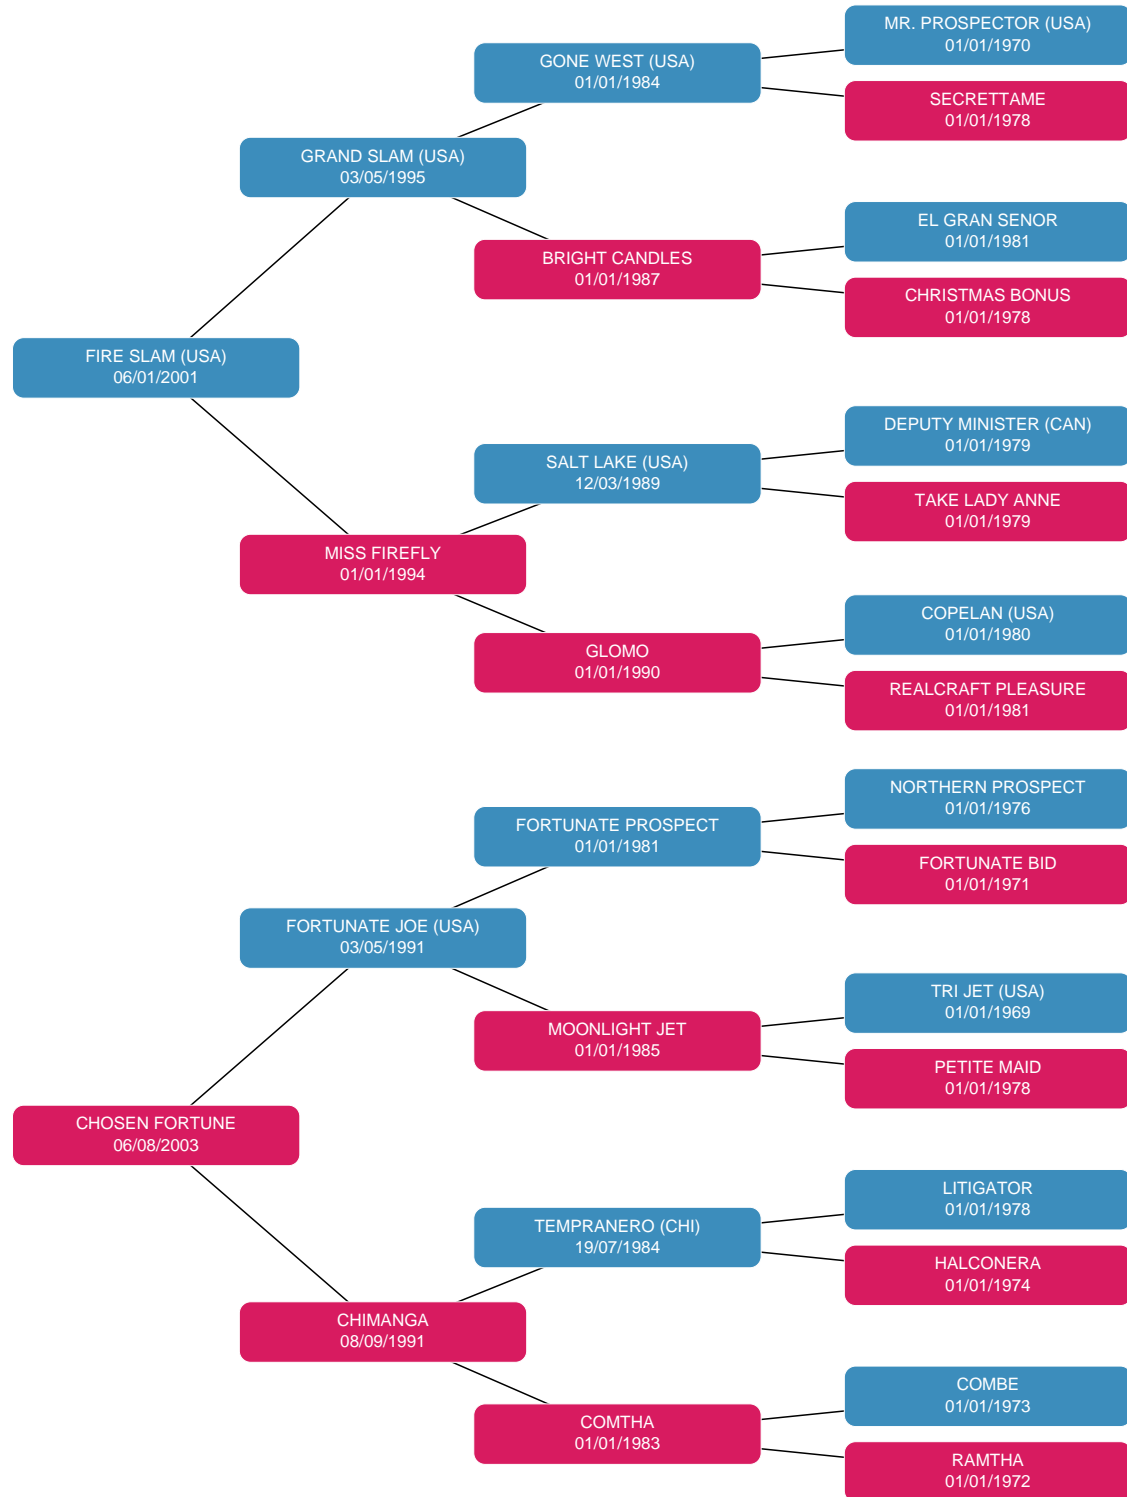 MR. PROSPECTOR (USA)
01/01/1970
GONE WEST (USA)
01/01/1984
SECRETTAME
01/01/1978
GRAND SLAM (USA)
03/05/1995
EL GRAN SENOR
01/01/1981
BRIGHT CANDLES
01/01/1987
CHRISTMAS BONUS
01/01/1978
FIRE SLAM (USA)
06/01/2001
DEPUTY MINISTER (CAN)
01/01/1979
SALT LAKE (USA)
12/03/1989
TAKE LADY ANNE
01/01/1979
MISS FIREFLY
01/01/1994
COPELAN (USA)
01/01/1980
GLOMO
01/01/1990
REALCRAFT PLEASURE
01/01/1981
NORTHERN PROSPECT
01/01/1976
FORTUNATE PROSPECT
01/01/1981
FORTUNATE BID
01/01/1971
FORTUNATE JOE (USA)
03/05/1991
TRI JET (USA)
01/01/1969
MOONLIGHT JET
01/01/1985
PETITE MAID
01/01/1978
CHOSEN FORTUNE
06/08/2003
LITIGATOR
01/01/1978
TEMPRANERO (CHI)
19/07/1984
HALCONERA
01/01/1974
CHIMANGA
08/09/1991
COMBE
01/01/1973
COMTHA
01/01/1983
RAMTHA
01/01/1972